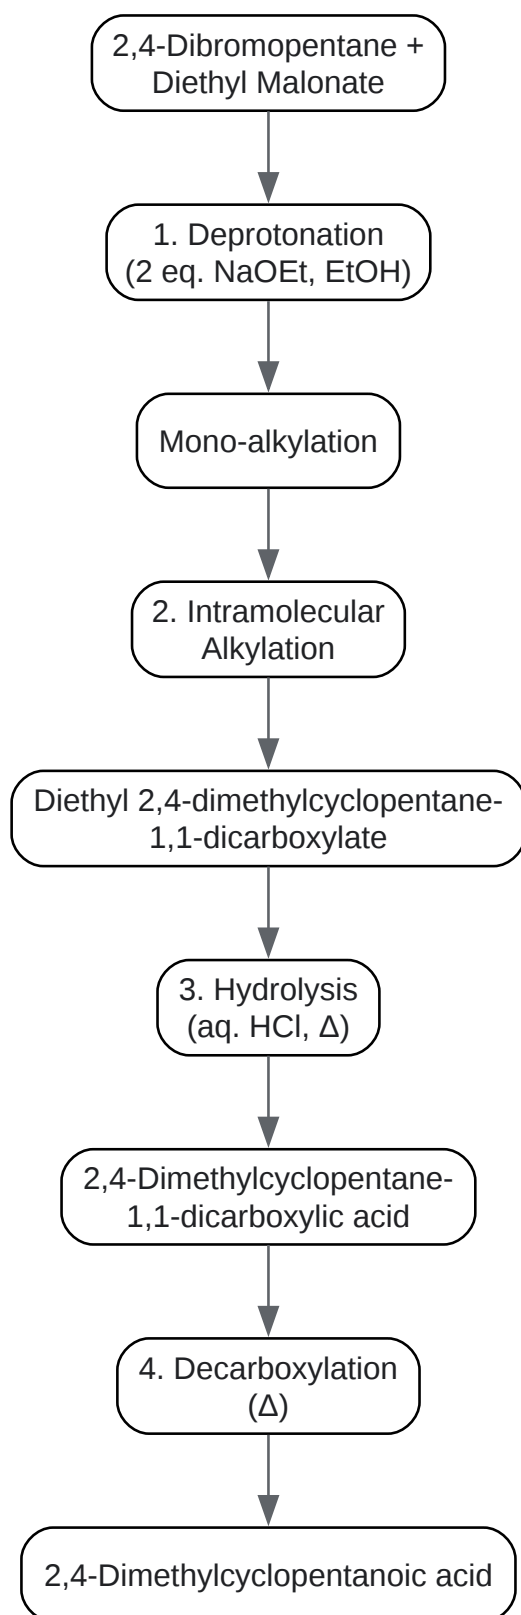 2,4-Dibromopentane +
Diethyl Malonate
1. Deprotonation
(2 eq. NaOEt, EtOH)
Mono-alkylation
2. Intramolecular
Alkylation
Diethyl 2,4-dimethylcyclopentane-
1,1-dicarboxylate
3. Hydrolysis
(aq. HCl, Δ)
2,4-Dimethylcyclopentane-
1,1-dicarboxylic acid
4. Decarboxylation
(Δ)
2,4-Dimethylcyclopentanoic acid